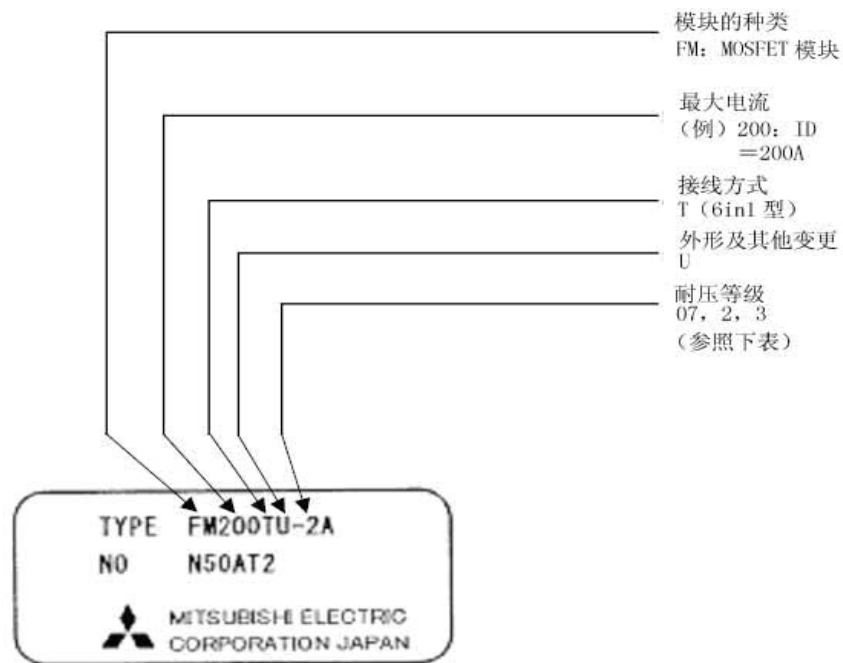 模块的种类
FM：MOSFET 模块
最大电流
（例）200：ID
＝200A
接线方式
T（6in1 型）
外形及其他变更
U
耐压等级
07，2，3
（参照下表）
TYPE FM200TU-2A
NO N50AT2
MITSUBISHI ELECTRIC
CORPORATION JAPAN